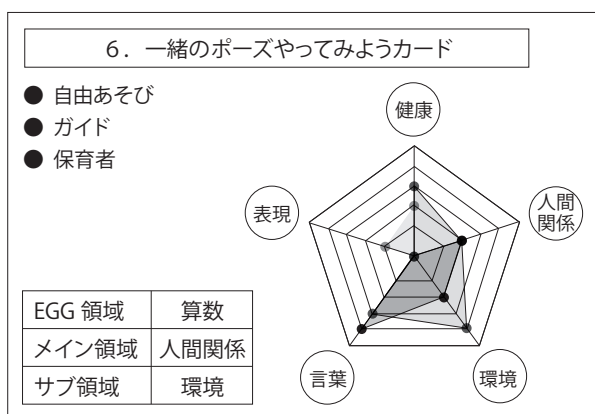 6．一緒のポーズやってみようカード
● 自由あそび
● ガイド
● 保育者
健康
人間
関係
表現
EGG 領域 算数
メイン領域 人間関係
サブ領域 環境
言葉
環境